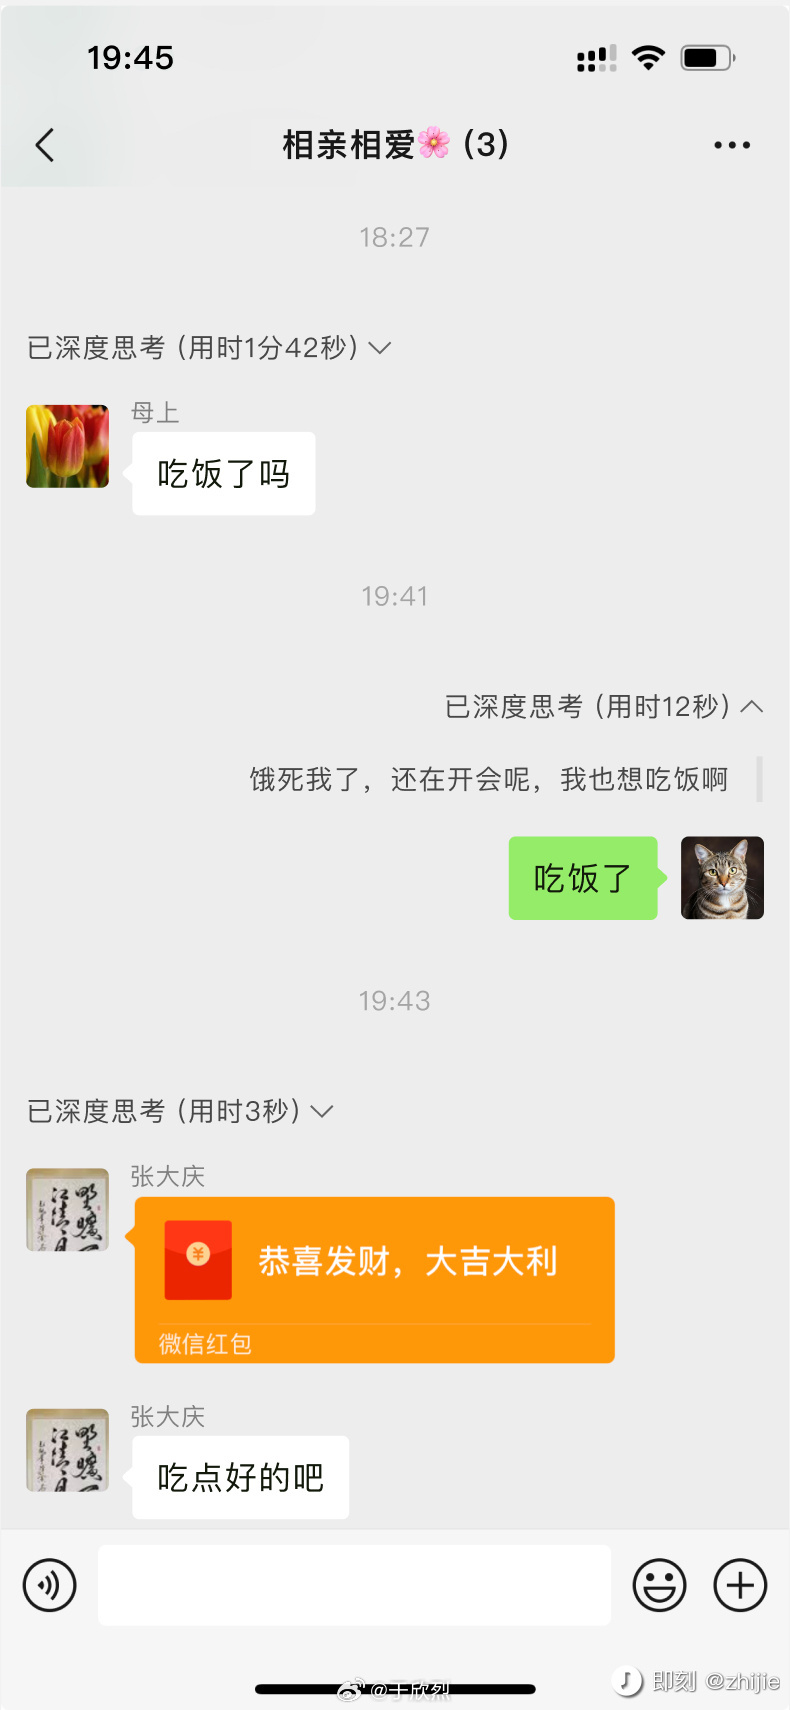 19:45
相亲相爱🌸 (3)
18:27
已深度思考 (用时1分42秒)
母上
吃饭了吗
19:41
已深度思考 (用时12秒)
饿死我了，还在开会呢，我也想吃饭啊
吃饭了
19:43
已深度思考 (用时3秒)
张大庆
恭喜发财，大吉大利
微信红包
张大庆
吃点好的吧
@于欣烈
即刻 @zhijie